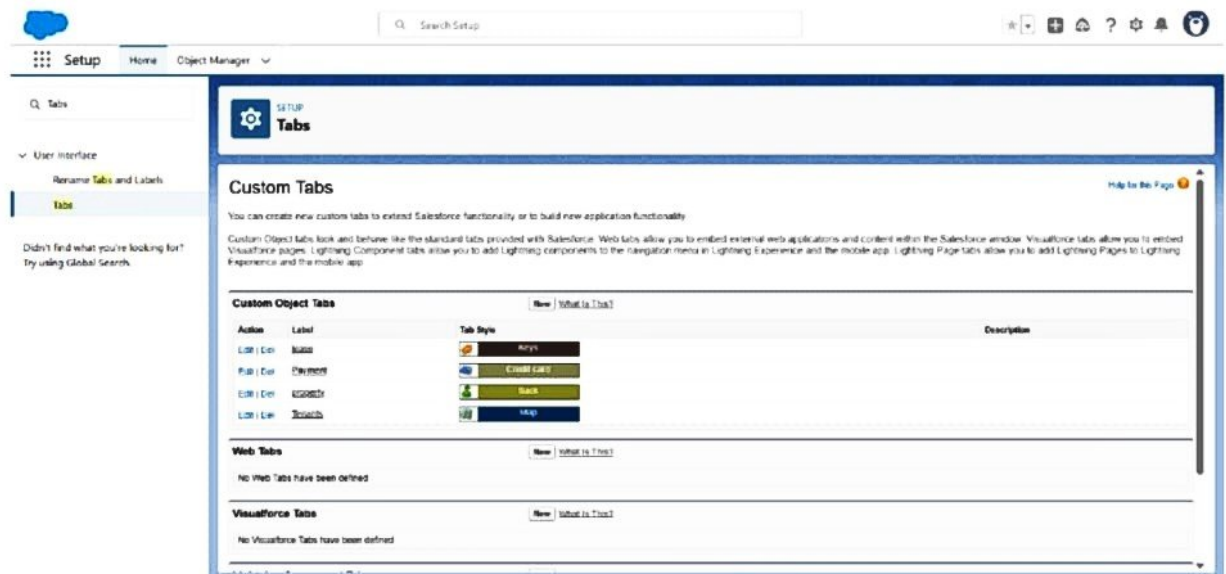 Search Setup
Setup
Home
Object Manager
Tabs
User Interface
Rename Tabs and Labels
Tabs
Didn't find what you're looking for?
Try using Global Search.
SETUP
Tabs
Custom Tabs
Help for this Page
You can create new custom tabs to extend Salesforce functionality or to build new application functionality
Custom Object tabs look and behave like the standard tabs provided with Salesforce. Web tabs allow you to embed external web applications and content within the Salesforce window. Visualforce tabs allow you to embed
Visualforce pages. Lightning Component tabs allow you to add Lightning components to the navigation menu in Lightning Experience and the mobile app. Lightning Page tabs allow you to add Lightning Pages to Lightning
Experience and the mobile app
Custom Object Tabs
New What Is This?
Action Label Tab Style Description
Edit | Del Keys
Edit | Del Payment Credit card
Edit | Del property Sack
Edit | Del Tenants Map
Web Tabs
New What Is This?
No Web Tabs have been defined
Visualforce Tabs
New What Is This?
No Visualforce Tabs have been defined